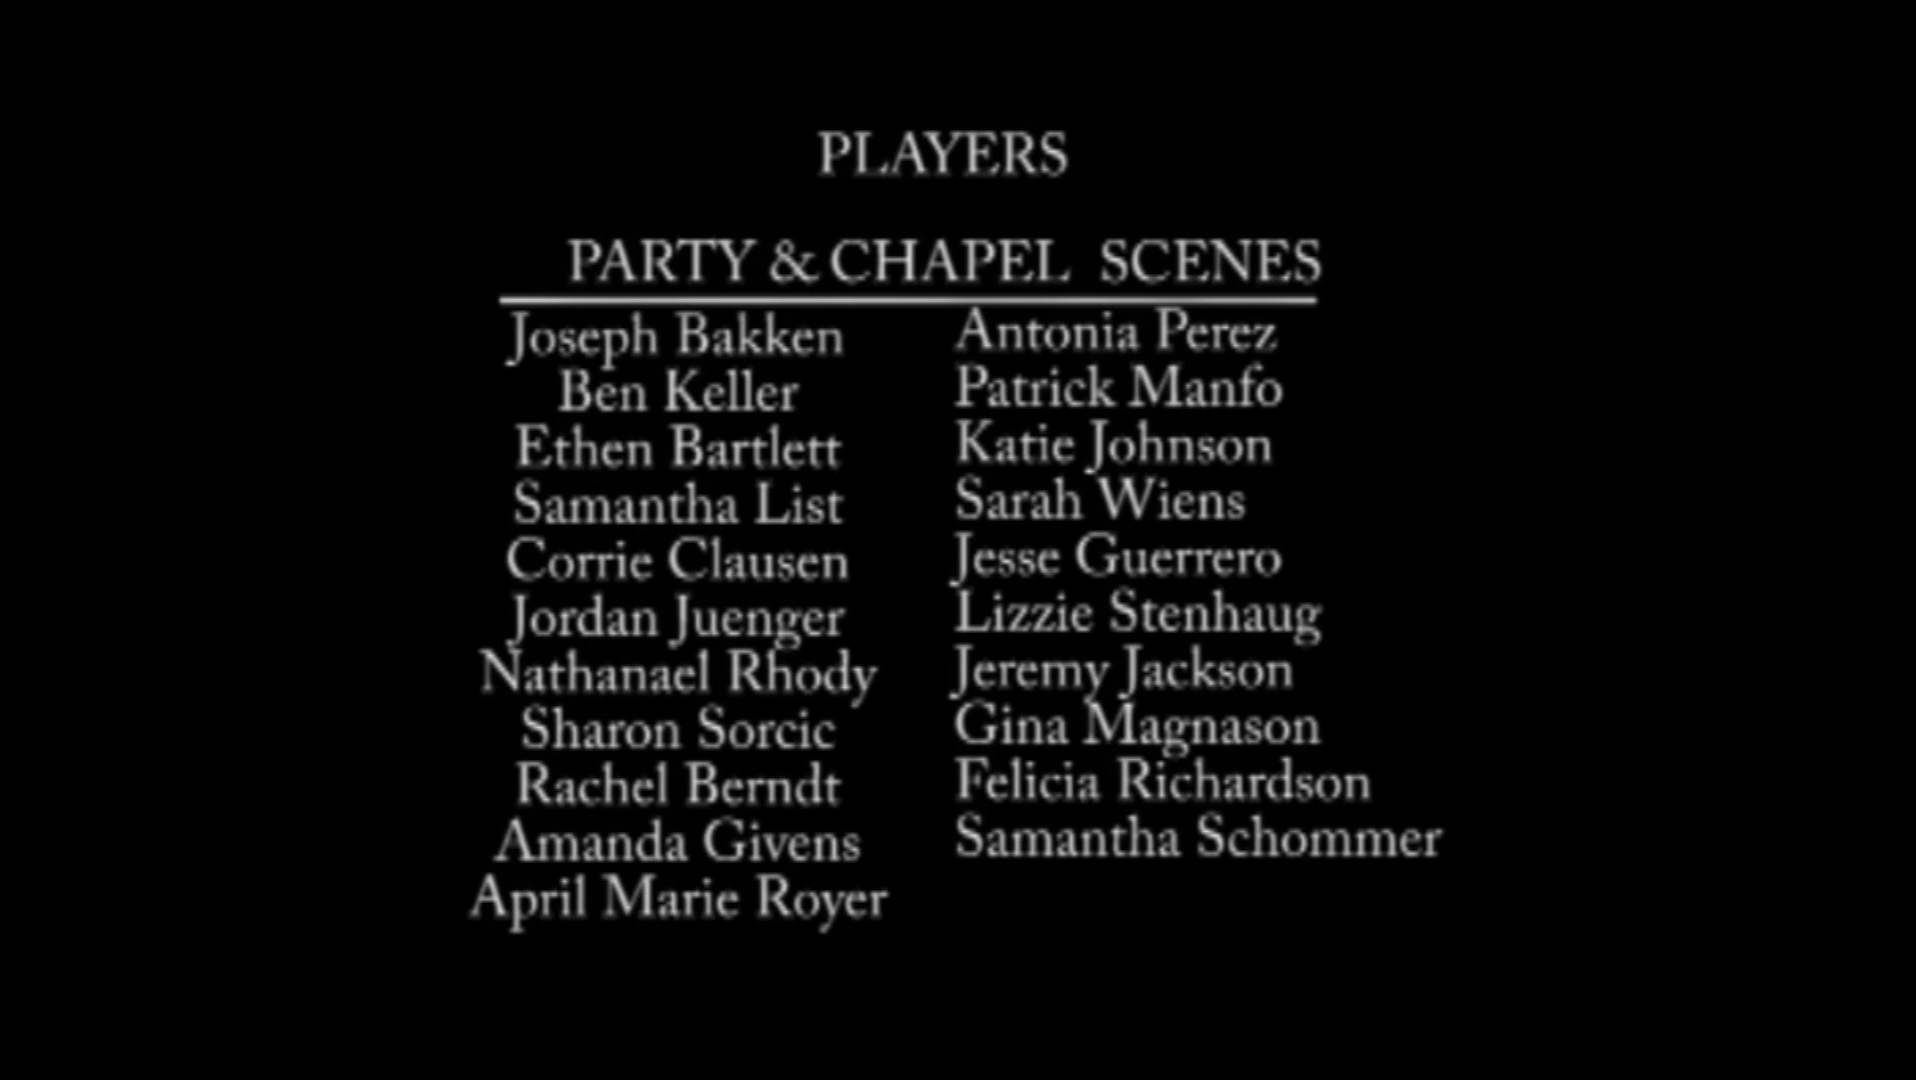 PLAYERS
PARTY & CHAPEL SCENES
Joseph Bakken
Ben Keller
Ethen Bartlett
Samantha List
Corrie Clausen
Jordan Juenger
Nathanael Rhody
Sharon Sorcic
Rachel Berndt
Amanda Givens
April Marie Royer
Antonia Perez
Patrick Manfo
Katie Johnson
Sarah Wiens
Jesse Guerrero
Lizzie Stenhaug
Jeremy Jackson
Gina Magnason
Felicia Richardson
Samantha Schommer